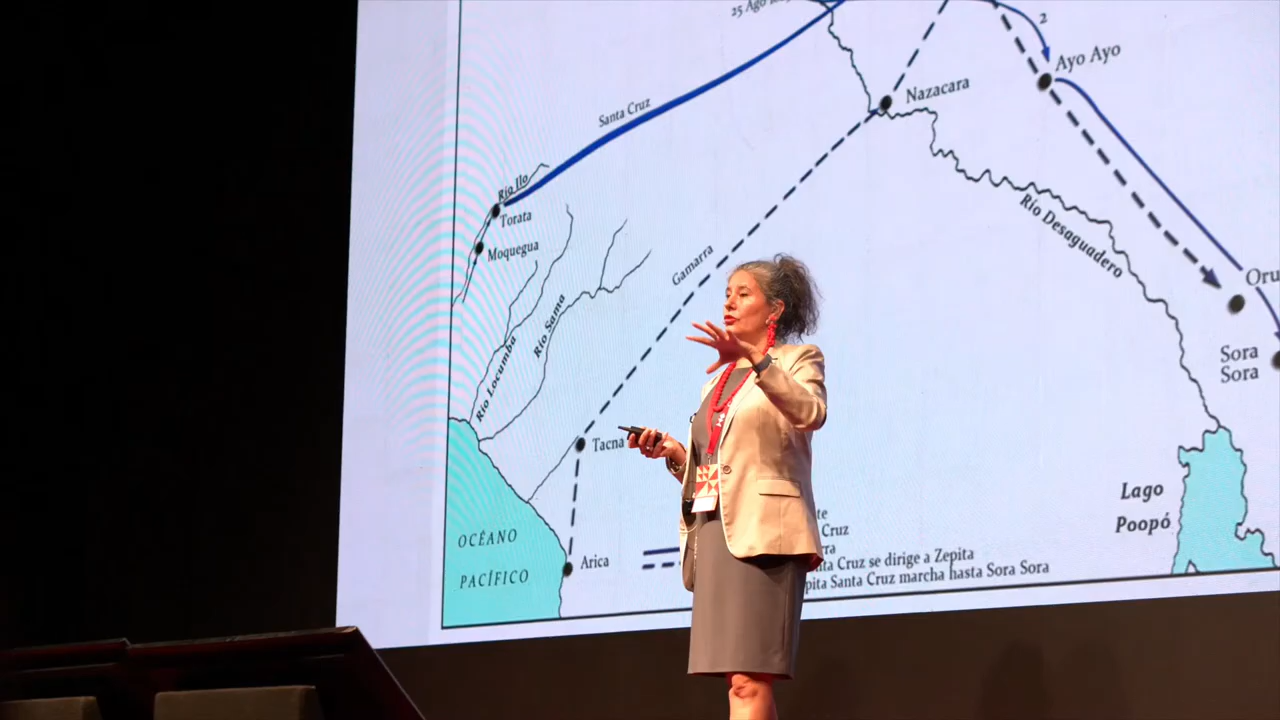 25 Ago
2
Ayo Ayo
Nazacara
Santa Cruz
Río Ilo
Torata
Moquegua
Río Desaguadero
Gamarra
Oru
Río Sama
Río Locumba
Sora
Sora
Tacna
Lago
Poopó
OCÉANO
PACÍFICO
Arica
te
Cruz
rra
nta Cruz se dirige a Zepita
pita Santa Cruz marcha hasta Sora Sora